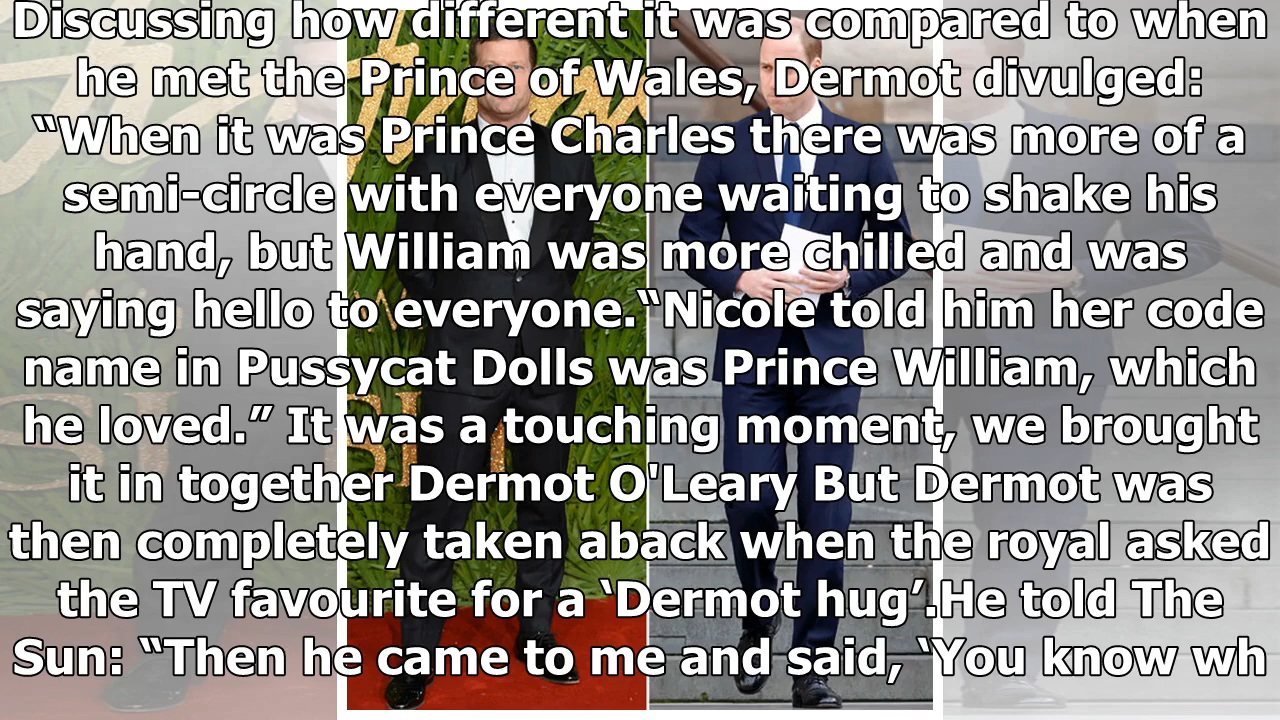 Discussing how different it was compared to when
he met the Prince of Wales, Dermot divulged:
“When it was Prince Charles there was more of a
semi-circle with everyone waiting to shake his
hand, but William was more chilled and was
saying hello to everyone.“Nicole told him her code
name in Pussycat Dolls was Prince William, which
he loved.” It was a touching moment, we brought
it in together Dermot O'Leary But Dermot was
then completely taken aback when the royal asked
the TV favourite for a ‘Dermot hug’.He told The
Sun: “Then he came to me and said, ‘You know wh